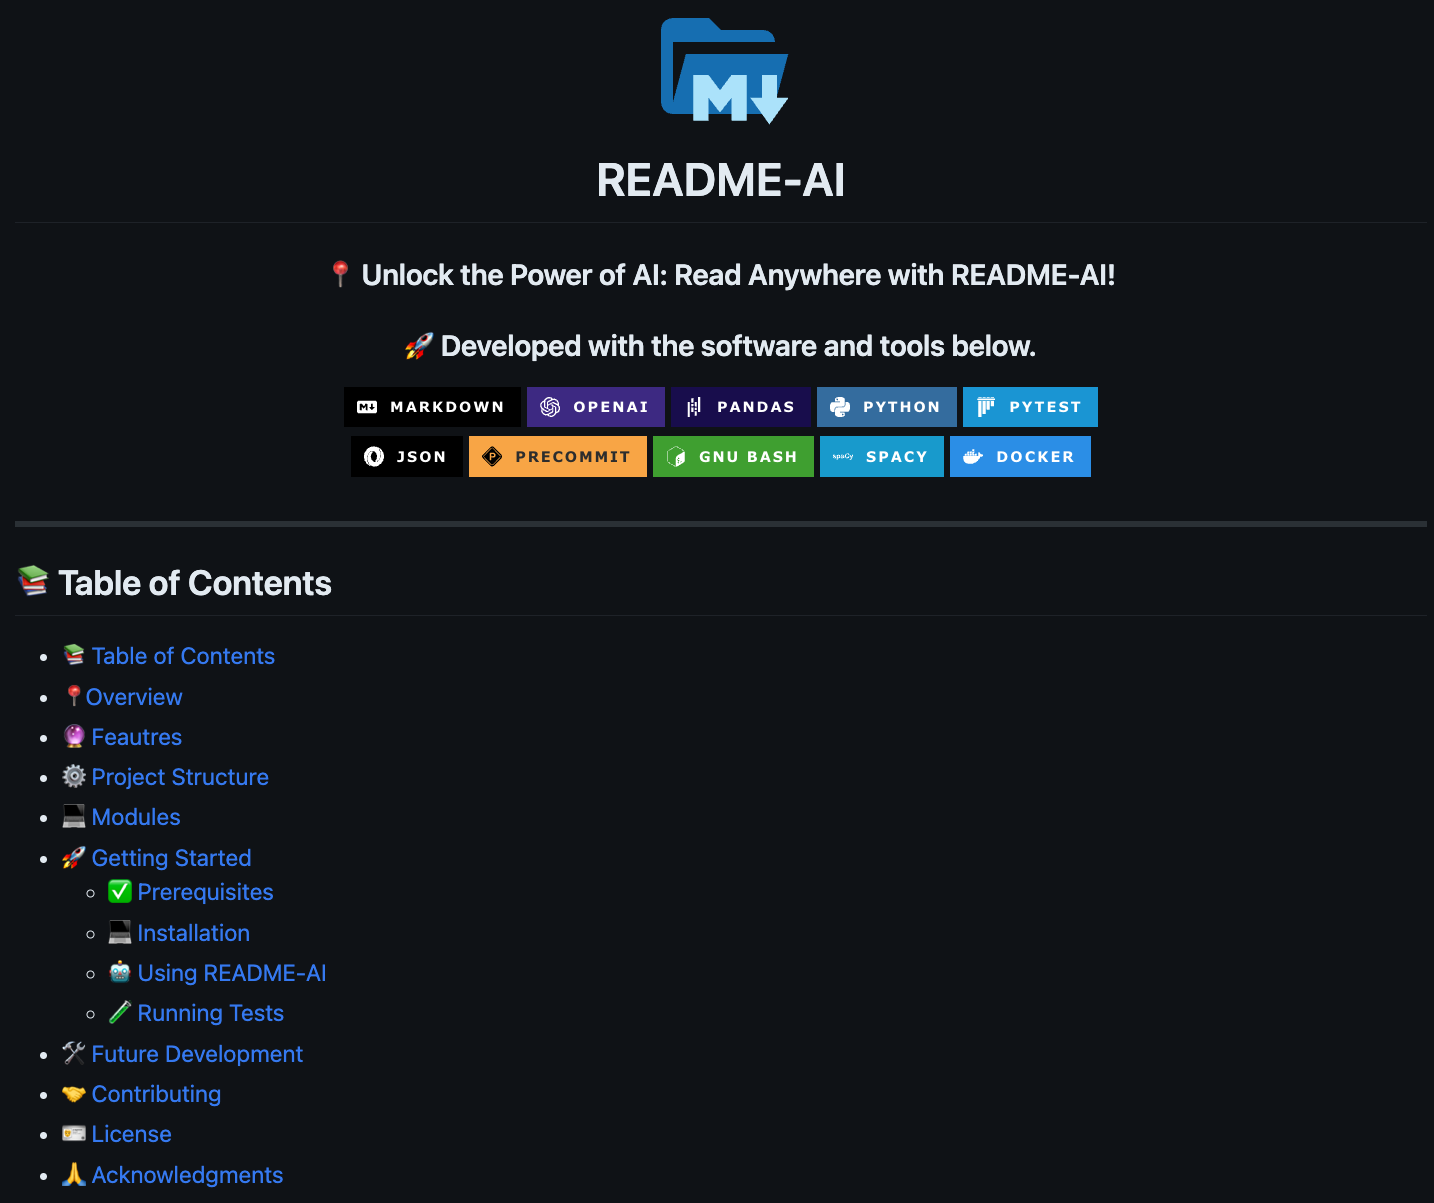 M
README-AI
📍 Unlock the Power of AI: Read Anywhere with README-AI!
🚀 Developed with the software and tools below.
MARKDOWN OPENAI PANDAS PYTHON PYTEST
JSON PRECOMMIT GNU BASH spaCy SPACY DOCKER
📚 Table of Contents
📚 Table of Contents
📍Overview
🔮 Feautres
⚙️ Project Structure
💻 Modules
🚀 Getting Started
✅ Prerequisites
💻 Installation
🤖 Using README-AI
🧪 Running Tests
🛠 Future Development
🤝 Contributing
🪪 License
🙏 Acknowledgments